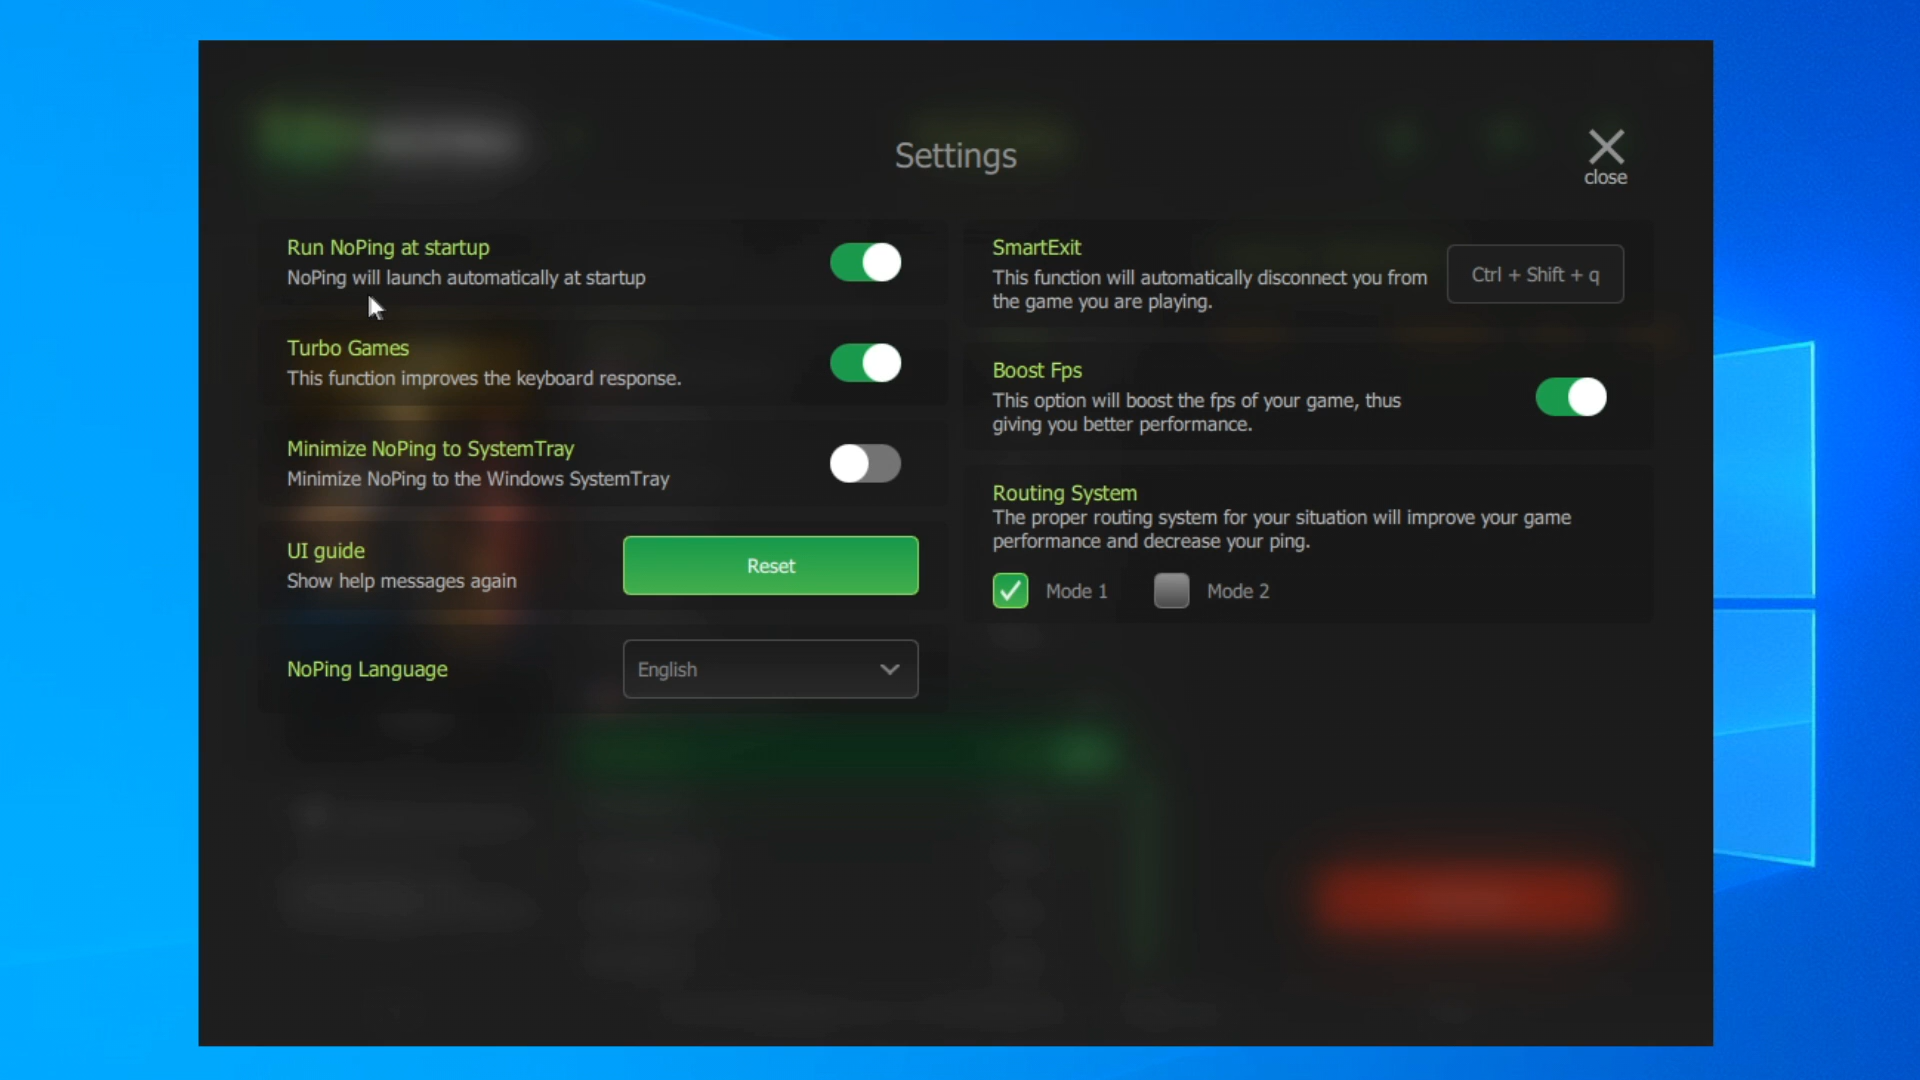 Settings
close
Run NoPing at startup
NoPing will launch automatically at startup
Turbo Games
This function improves the keyboard response.
Minimize NoPing to SystemTray
Minimize NoPing to the Windows SystemTray
UI guide
Show help messages again
Reset
NoPing Language
English
SmartExit
This function will automatically disconnect you from
the game you are playing.
Ctrl + Shift + q
Boost Fps
This option will boost the fps of your game, thus
giving you better performance.
Routing System
The proper routing system for your situation will improve your game
performance and decrease your ping.
Mode 1
Mode 2